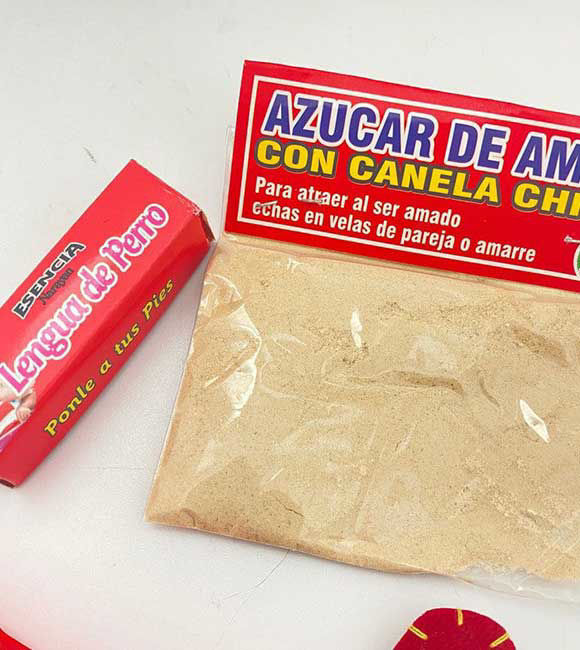 ESENCIA
Lengua de Perro
Ponle a tus Pies
AZUCAR DE AM
CON CANELA CHI
Para atraer al ser amado
echas en velas de pareja o amarre